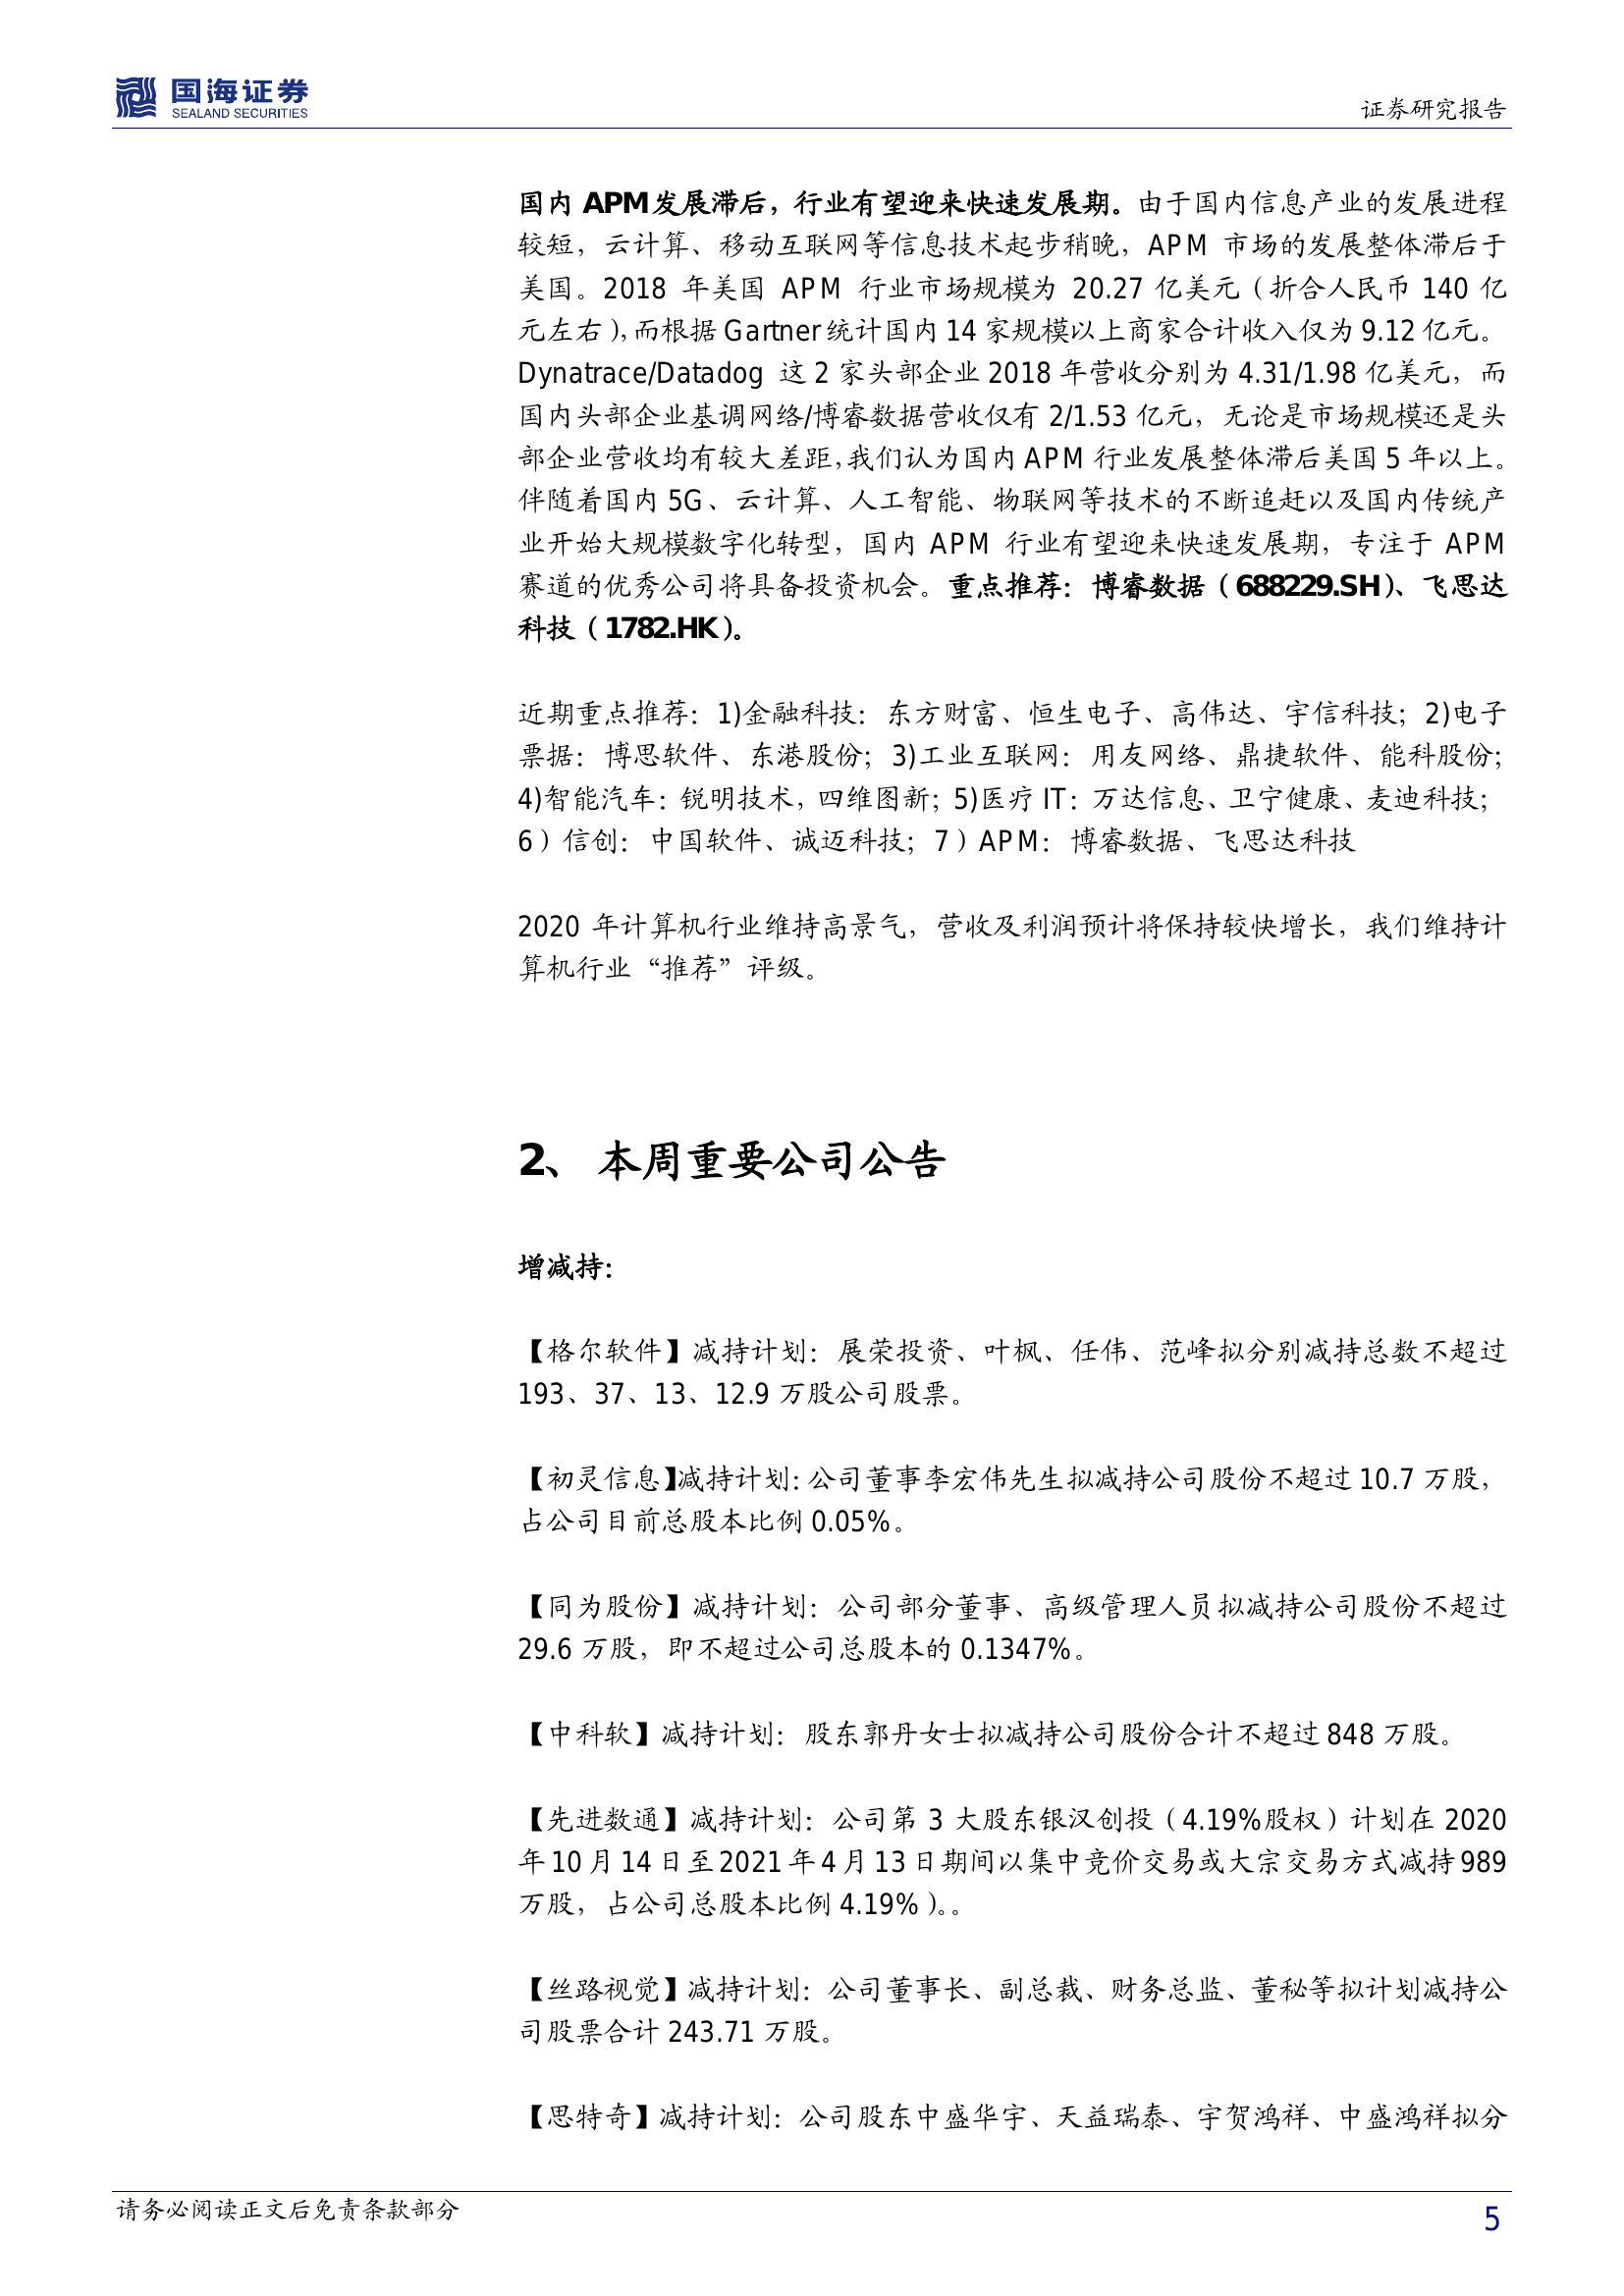 国海证券
SEALAND SECURITIES
证券研究报告
国内 APM 发展滞后，行业有望迎来快速发展期。由于国内信息产业的发展进程
较短，云计算、移动互联网等信息技术起步稍晚，APM 市场的发展整体滞后于
美国。2018 年美国 APM 行业市场规模为 20.27 亿美元（折合人民币 140 亿
元左右），而根据 Gartner 统计国内 14 家规模以上商家合计收入仅为 9.12 亿元。
Dynatrace/Datadog 这 2 家头部企业 2018 年营收分别为 4.31/1.98 亿美元，而
国内头部企业基调网络/博睿数据营收仅有 2/1.53 亿元，无论是市场规模还是头
部企业营收均有较大差距，我们认为国内 APM 行业发展整体滞后美国 5 年以上。
伴随着国内 5G、云计算、人工智能、物联网等技术的不断追赶以及国内传统产
业开始大规模数字化转型，国内 APM 行业有望迎来快速发展期，专注于 APM
赛道的优秀公司将具备投资机会。重点推荐：博睿数据（688229.SH）、飞思达
科技（1782.HK）。
近期重点推荐：1)金融科技：东方财富、恒生电子、高伟达、宇信科技；2)电子
票据：博思软件、东港股份；3)工业互联网：用友网络、鼎捷软件、能科股份；
4)智能汽车：锐明技术，四维图新；5)医疗 IT：万达信息、卫宁健康、麦迪科技；
6）信创：中国软件、诚迈科技；7）APM：博睿数据、飞思达科技
2020 年计算机行业维持高景气，营收及利润预计将保持较快增长，我们维持计
算机行业“推荐”评级。
2、 本周重要公司公告
增减持：
【格尔软件】减持计划：展荣投资、叶枫、任伟、范峰拟分别减持总数不超过
193、37、13、12.9 万股公司股票。
【初灵信息】减持计划：公司董事李宏伟先生拟减持公司股份不超过 10.7 万股，
占公司目前总股本比例 0.05%。
【同为股份】减持计划：公司部分董事、高级管理人员拟减持公司股份不超过
29.6 万股，即不超过公司总股本的 0.1347%。
【中科软】减持计划：股东郭丹女士拟减持公司股份合计不超过 848 万股。
【先进数通】减持计划：公司第 3 大股东银汉创投（4.19%股权）计划在 2020
年 10 月 14 日至 2021 年 4 月 13 日期间以集中竞价交易或大宗交易方式减持 989
万股，占公司总股本比例 4.19%）。。
【丝路视觉】减持计划：公司董事长、副总裁、财务总监、董秘等拟计划减持公
司股票合计 243.71 万股。
【思特奇】减持计划：公司股东中盛华宇、天益瑞泰、宇贺鸿祥、中盛鸿祥拟分
请务必阅读正文后免责条款部分
5